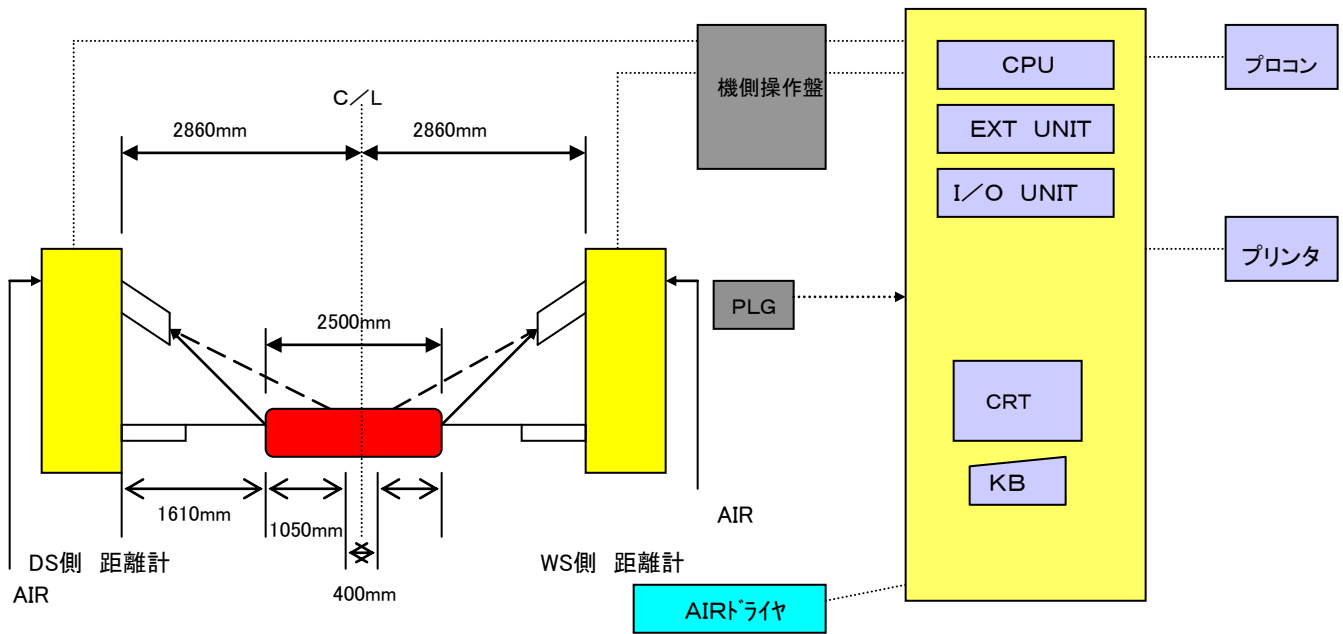 C/L
2860mm
2860mm
機側操作盤
CPU
EXT UNIT
I/O UNIT
プロコン
プリンタ
PLG
2500mm
CRT
KB
1610mm
1050mm
400mm
DS側 距離計
AIR
WS側 距離計
AIR
AIRドライヤ